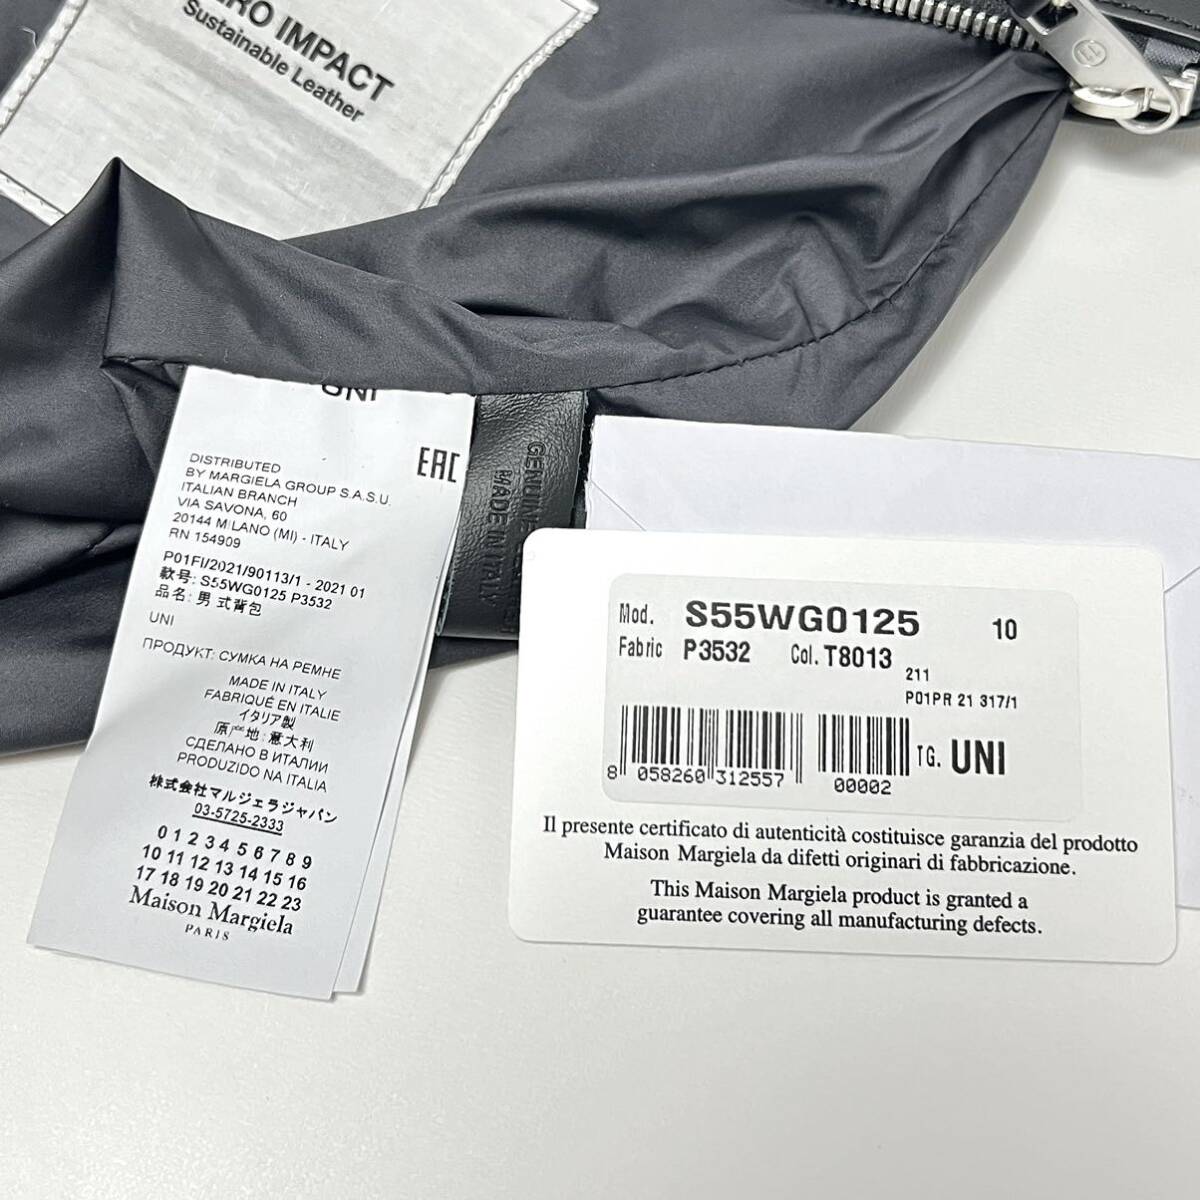 IMPACT
Sustainable Leather
11
UNI
EAC
DISTRIBUTED
BY MARGIELA GROUP S.A.S.U.
ITALIAN BRANCH
VIA SAVONA, 60
20144 MILANO (MI) - ITALY
RN 154909
P01FI/2021/90113/1 - 2021 01
款号: S55WG0125 P3532
品名: 男式背包
UNI
ПРОДУКТ: СУМКА НА РЕМНЕ
MADE IN ITALY
FABRIQUÉ EN ITALIE
イタリア製
原产地: 意大利
СДЕЛАНО В ИТАЛИИ
PRODUZIDO NA ITALIA
株式会社マルジェラジャパン
03-5725-2333
0 1 2 3 4 5 6 7 8 9
10 11 12 13 14 15 16
17 18 19 20 21 22 23
Maison Margiela
PARIS
GENUINE
MADE IN ITALY
Mod. S55WG0125 10
Fabric P3532 Col. T8013
211
P01PR 21 317/1
8 058260 312557 00002
TG. UNI
Il presente certificato di autenticità costituisce garanzia del prodotto
Maison Margiela da difetti originari di fabbricazione.
This Maison Margiela product is granted a
guarantee covering all manufacturing defects.